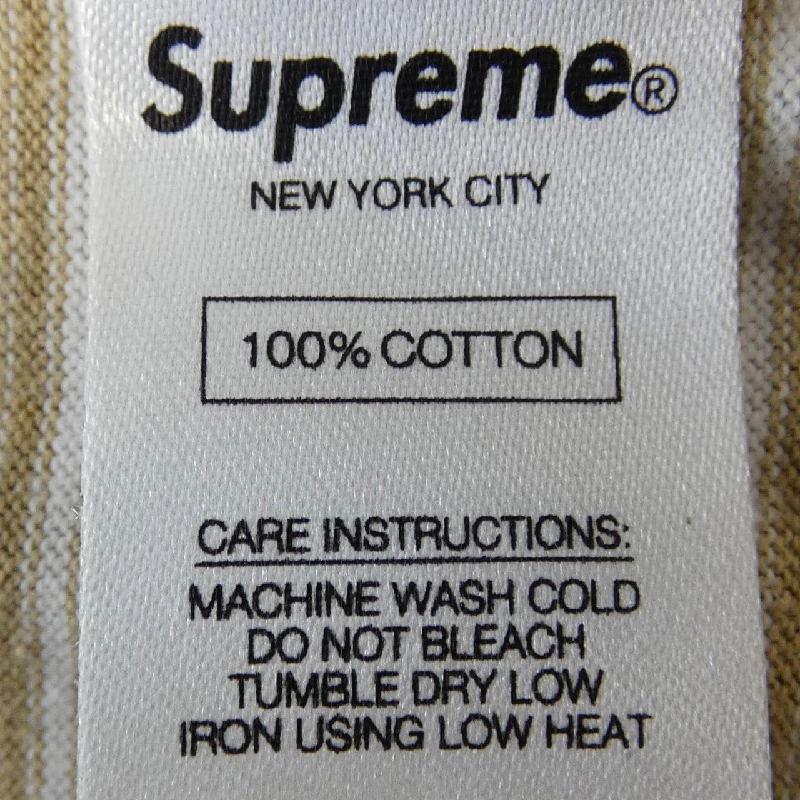 Supreme®
NEW YORK CITY
100% COTTON
CARE INSTRUCTIONS:
MACHINE WASH COLD
DO NOT BLEACH
TUMBLE DRY LOW
IRON USING LOW HEAT